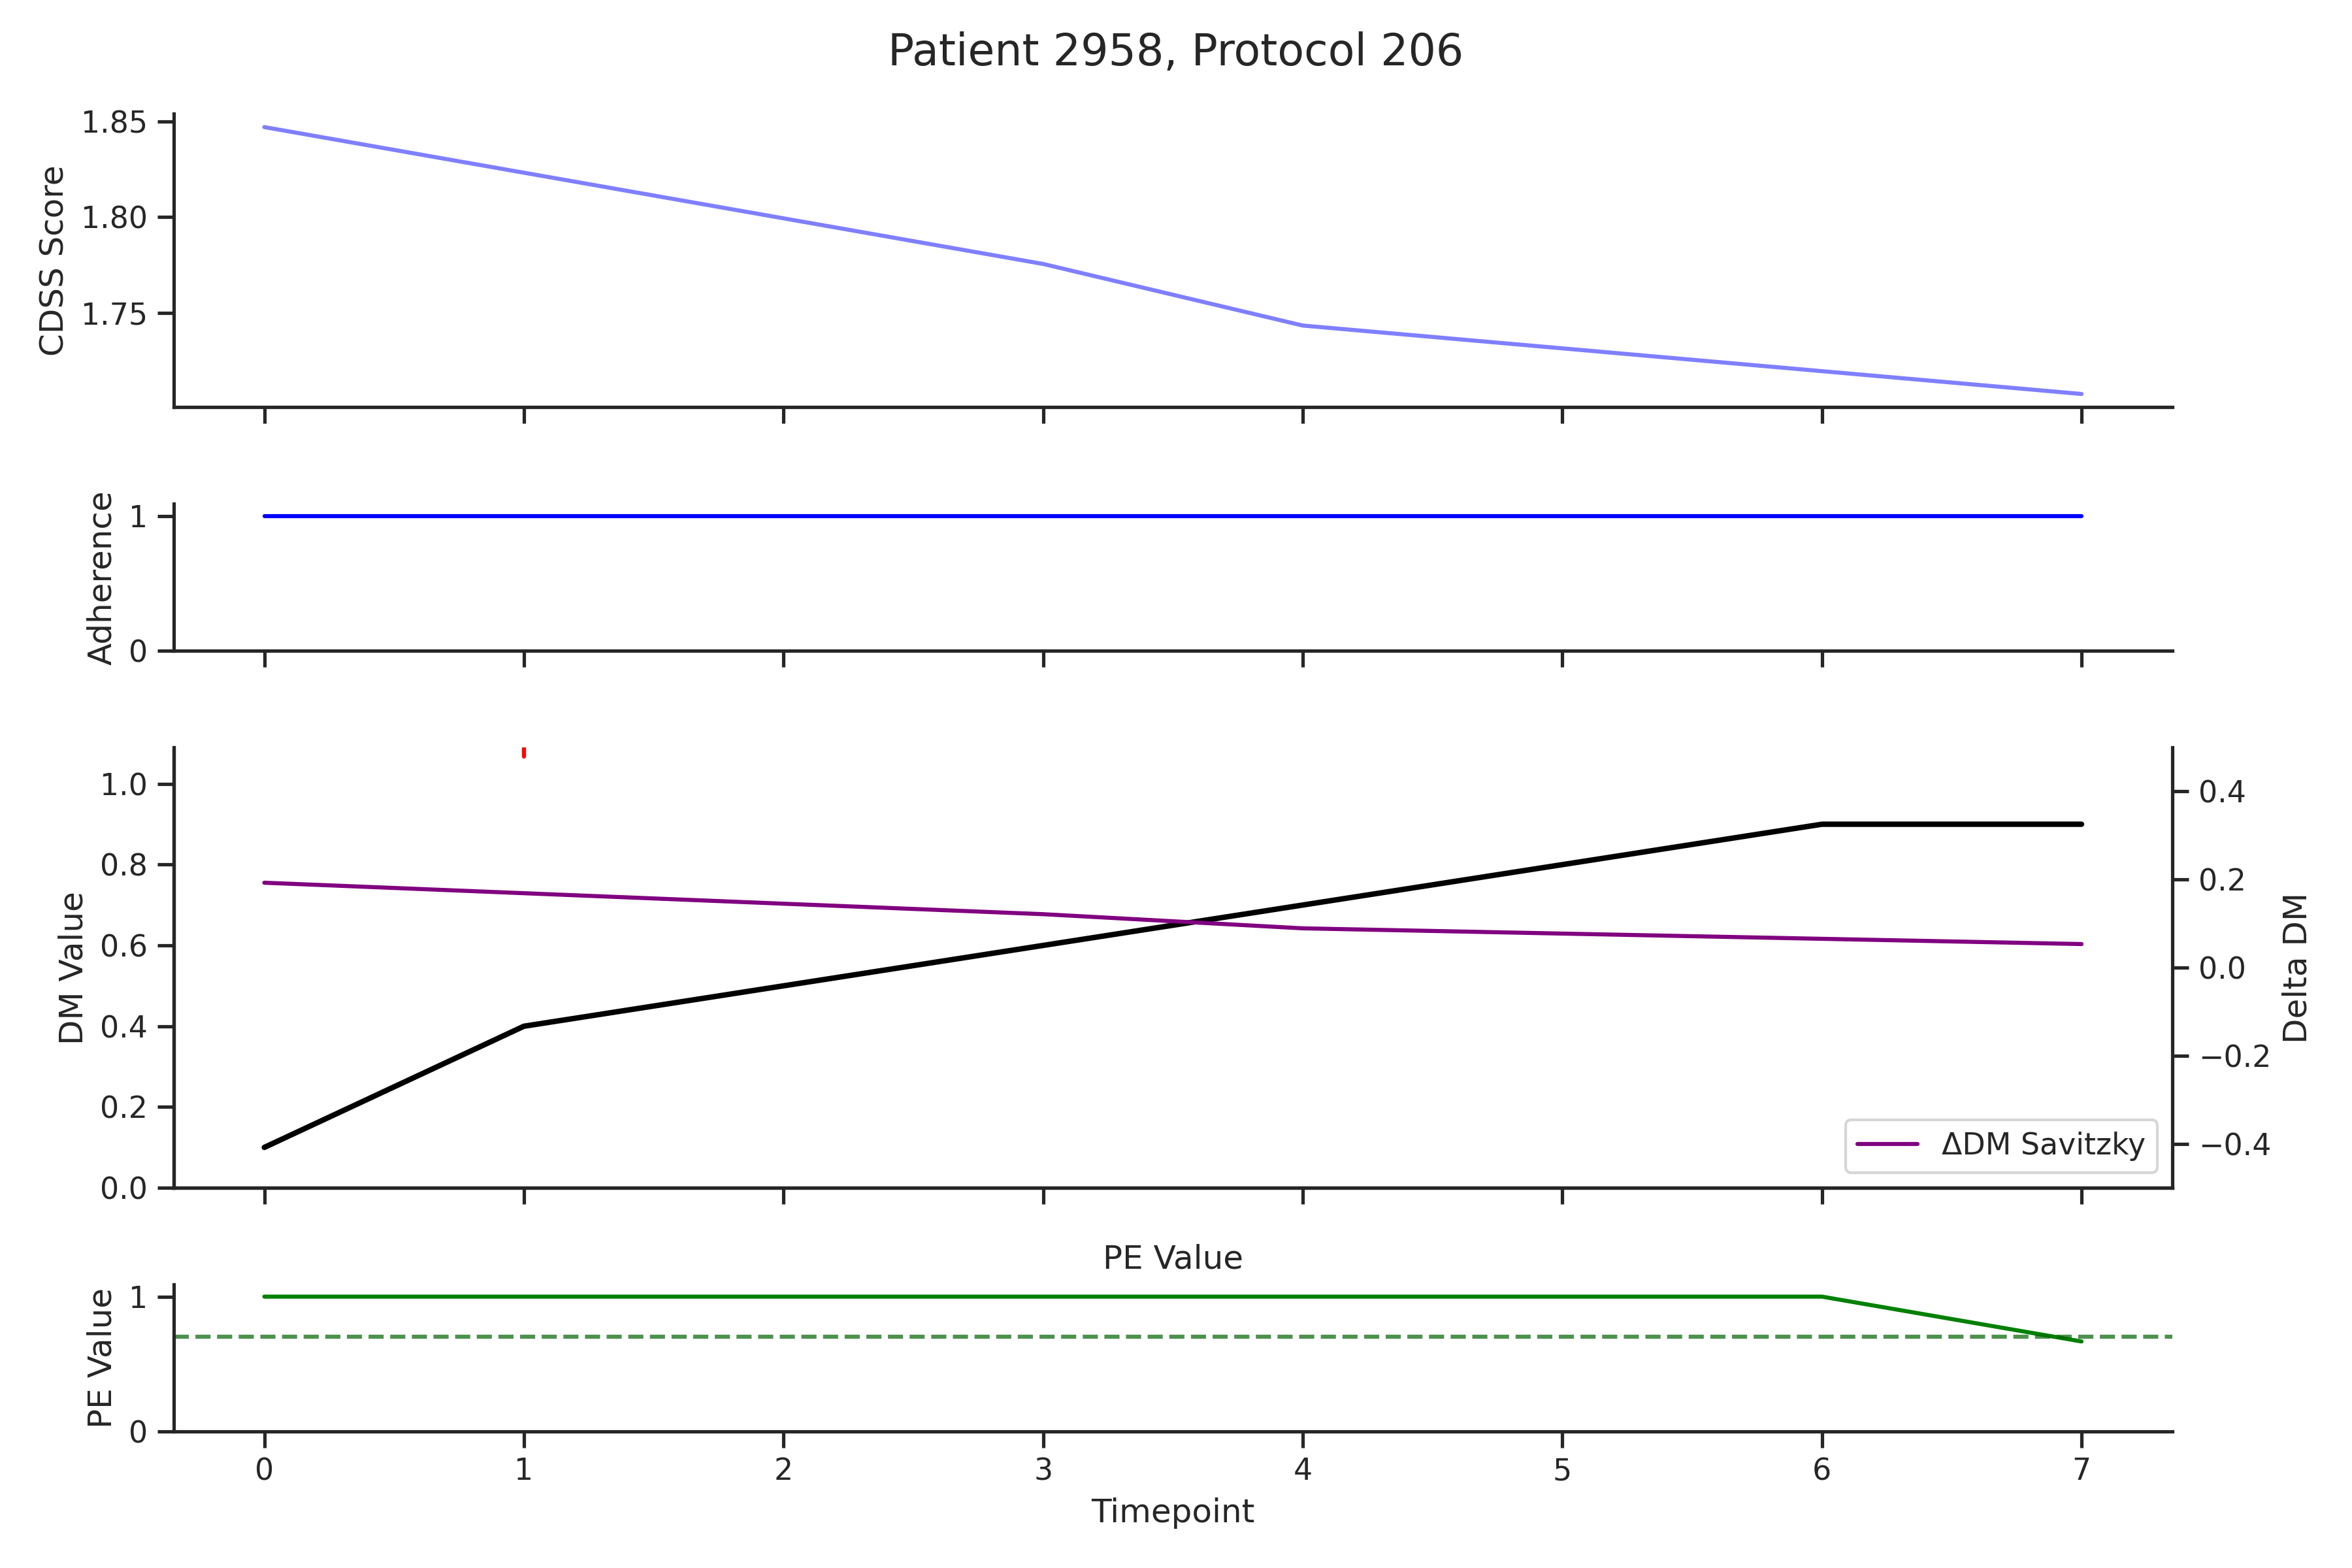 Patient 2958, Protocol 206
CDSS Score
1.85
1.80
1.75
Adherence
1
0
DM Value
1.0
0.8
0.6
0.4
0.2
0.0
0.4
0.2
0.0
−0.2
−0.4
Delta DM
ΔDM Savitzky
PE Value
PE Value
1
0
0 1 2 3 4 5 6 7
Timepoint